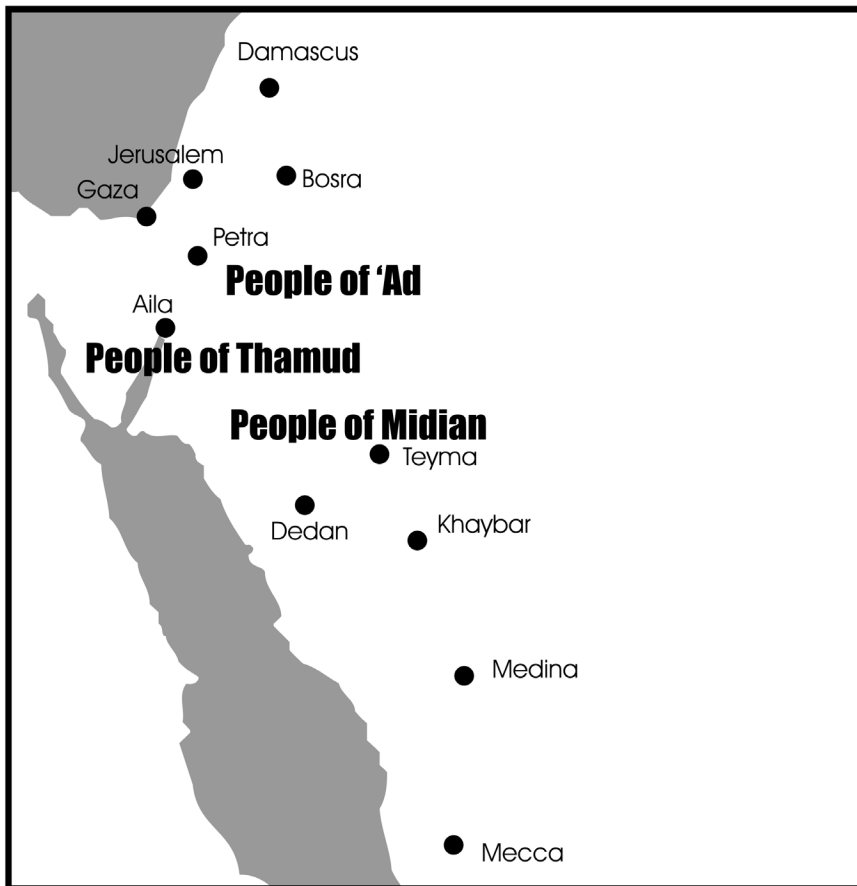 Damascus
Jerusalem
Bosra
Gaza
Petra
People of ‘Ad
Aila
People of Thamud
People of Midian
Teyma
Dedan
Khaybar
Medina
Mecca